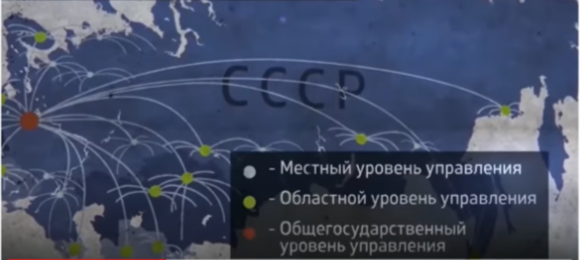 СССР
- Местный уровень управления
- Областной уровень управления
- Общегосударственный
уровень управления